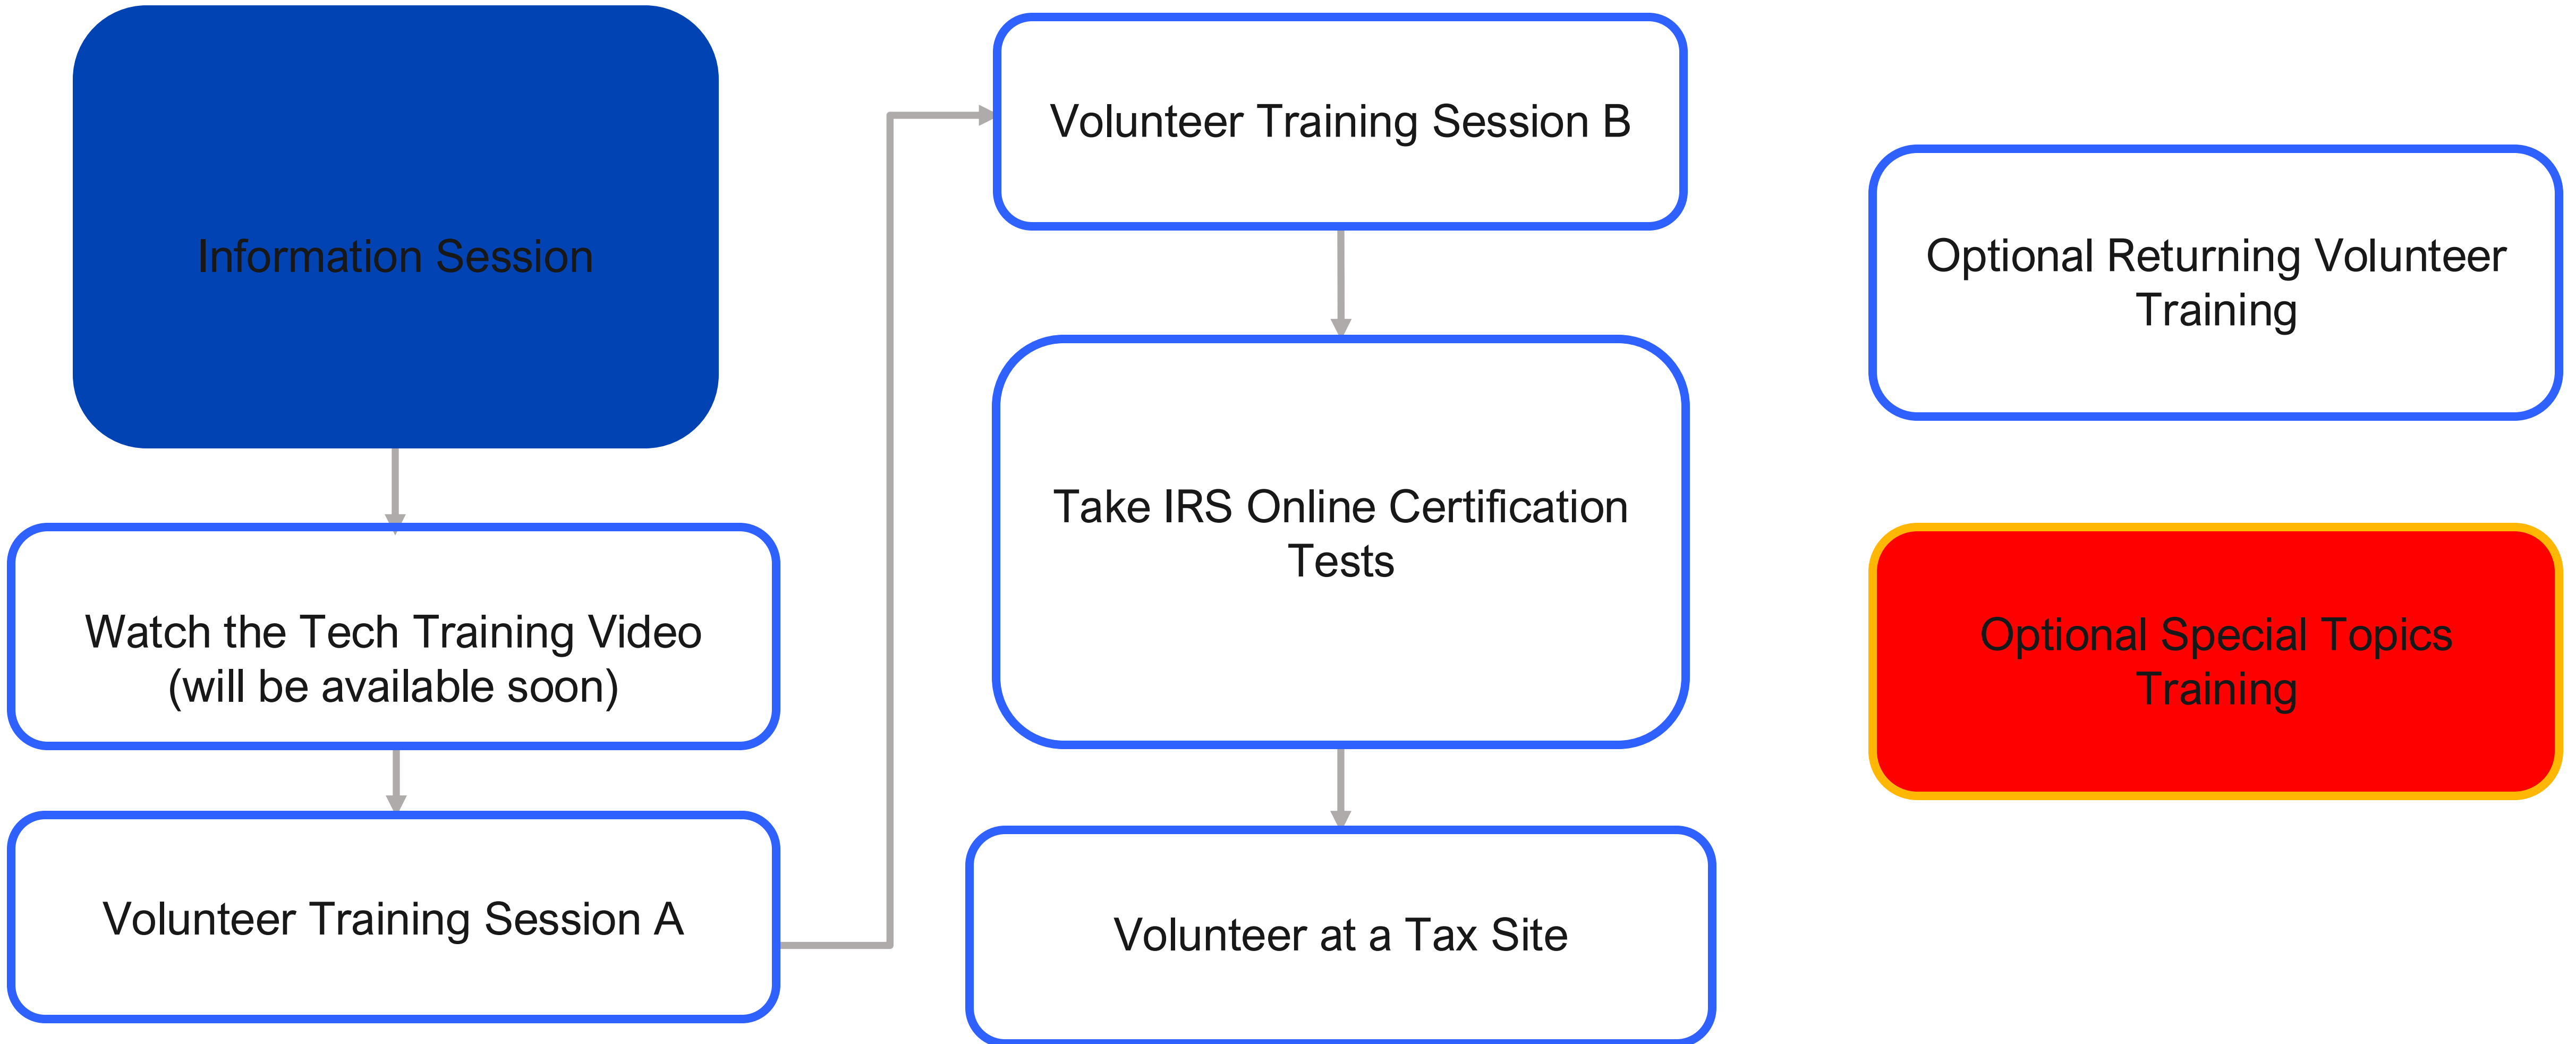 Information Session
Watch the Tech Training Video
(will be available soon)
Volunteer Training Session A
Volunteer Training Session B
Take IRS Online Certification
Tests
Volunteer at a Tax Site
Optional Returning Volunteer
Training
Optional Special Topics
Training